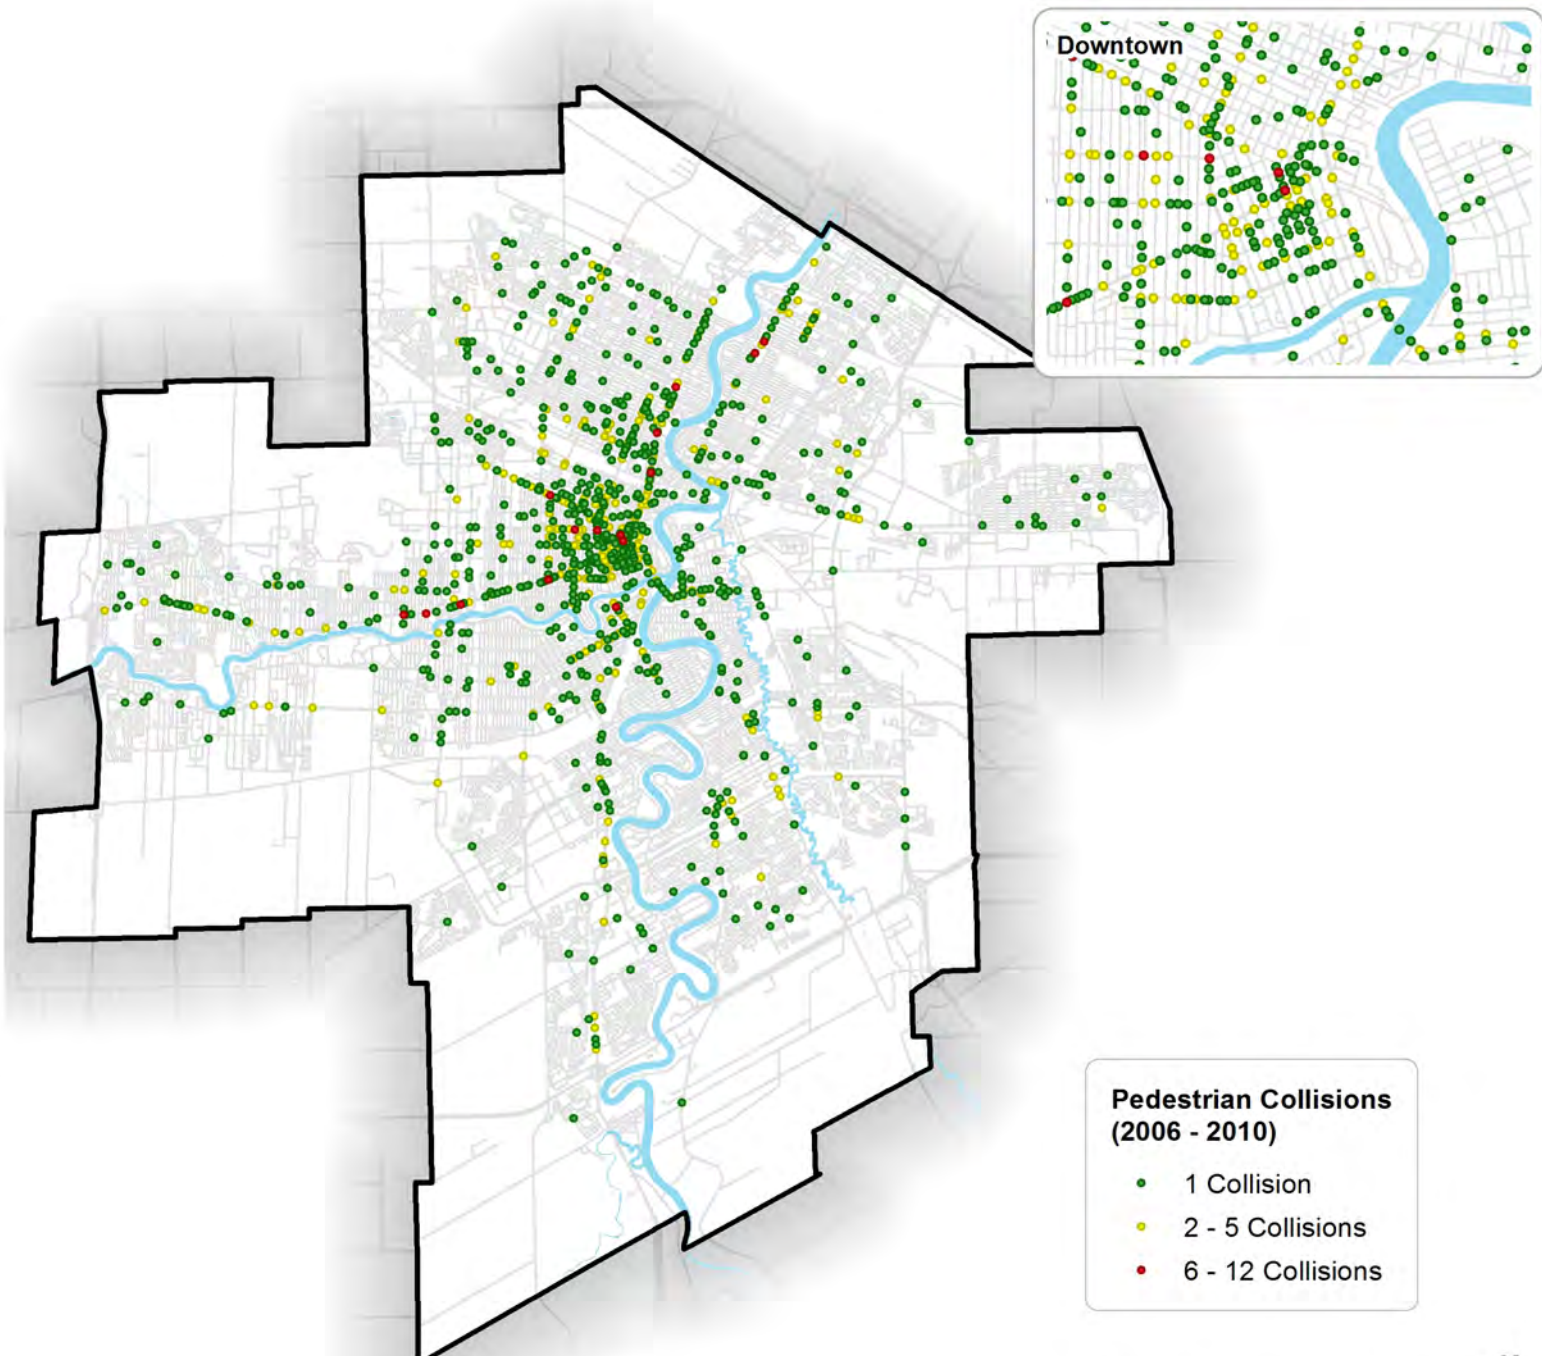 Downtown
Pedestrian Collisions
(2006 - 2010)
1 Collision
2 - 5 Collisions
6 - 12 Collisions